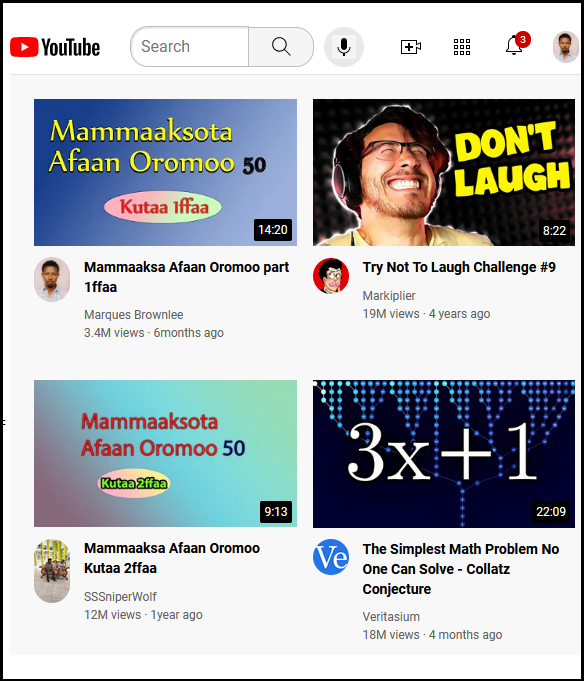 YouTube
Search
3
Mammaaksota
Afaan Oromoo 50
Kutaa 1ffaa
14:20
DON'T
LAUGH
8:22
Mammaaksa Afaan Oromoo part
1ffaa
Marques Brownlee
3.4M views · 6months ago
Try Not To Laugh Challenge #9
Markiplier
19M views · 4 years ago
Mammaaksota
Afaan Oromoo 50
Kutaa 2ffaa
9:13
3x+1
22:09
Mammaaksa Afaan Oromoo
Kutaa 2ffaa
SSSniperWolf
12M views · 1year ago
Ve
The Simplest Math Problem No
One Can Solve - Collatz
Conjecture
Veritasium
18M views · 4 months ago